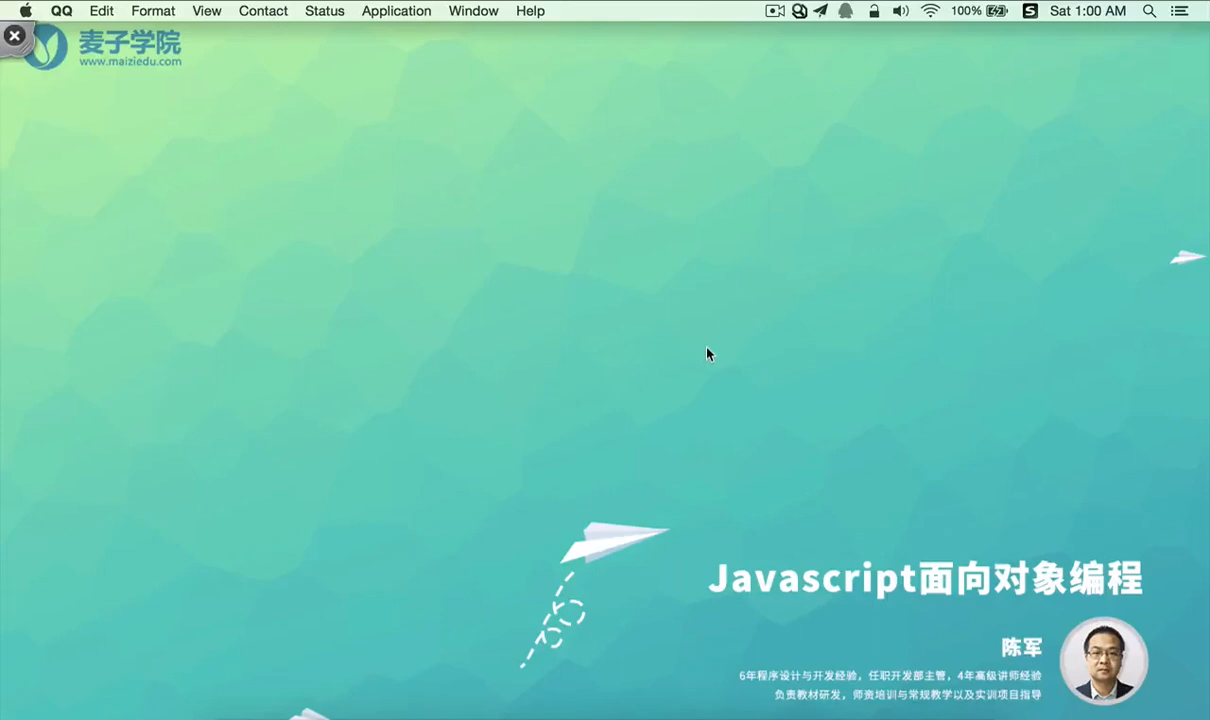 QQ Edit Format View Contact Status Application Window Help 100% Sat 1:00 AM
麦子学院
www.maiziedu.com
Javascript面向对象编程
陈军
6年程序设计与开发经验，任职开发部主管，4年高级讲师经验
负责教材研发，师资培训与常规教学以及实训项目指导